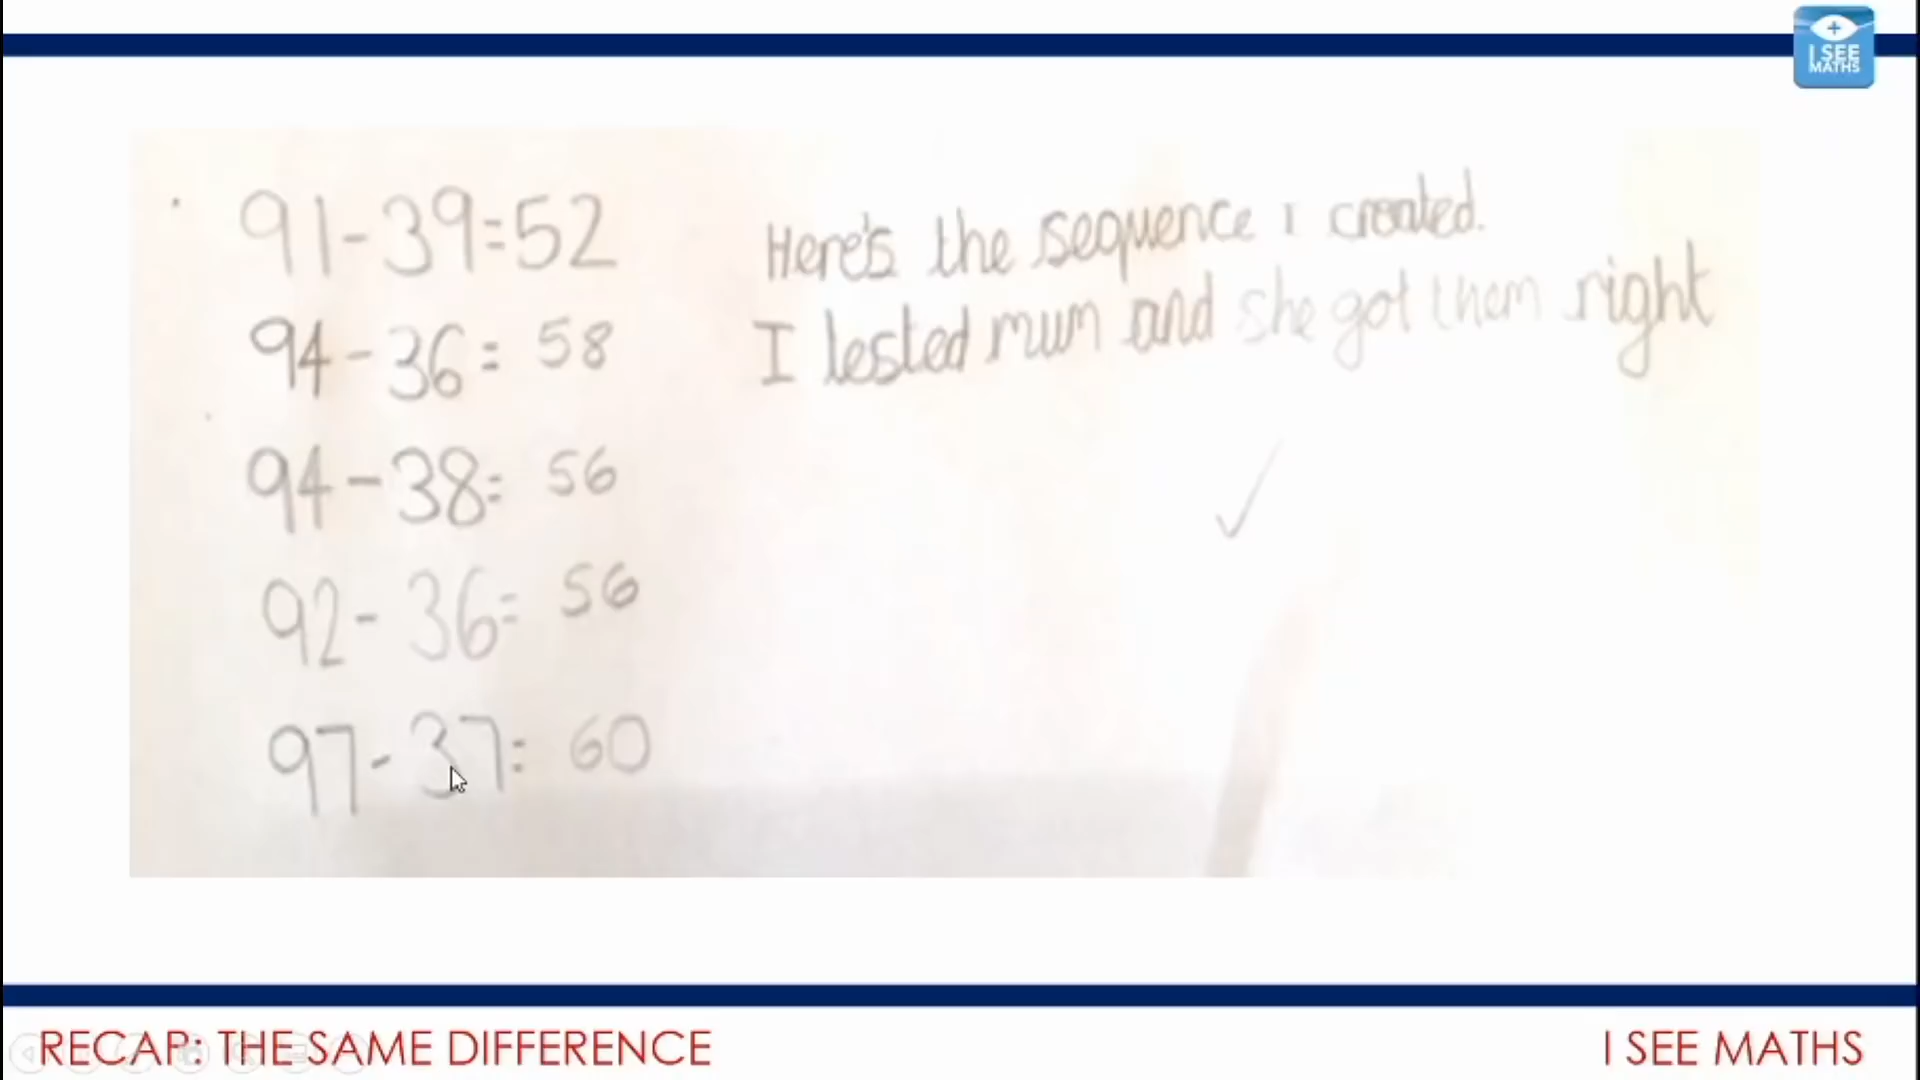 I SEE
MATHS
91-39=52
94-36= 58
94-38= 56
92-36= 56
97-37= 60
Here's the sequence I created.
I tested mum and she got them right
RECAP: THE SAME DIFFERENCE
I SEE MATHS